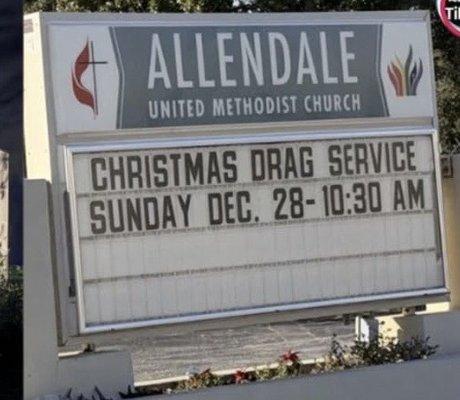 ALLENDALE
UNITED METHODIST CHURCH
CHRISTMAS DRAG SERVICE
SUNDAY DEC. 28-10:30 AM